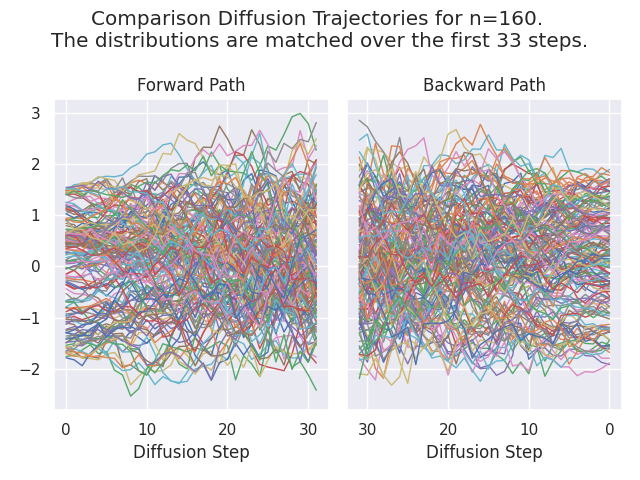 Comparison Diffusion Trajectories for n=160.
The distributions are matched over the first 33 steps.
Forward Path
Backward Path
3
2
1
0
−1
−2
0 10 20 30
30 20 10 0
Diffusion Step
Diffusion Step